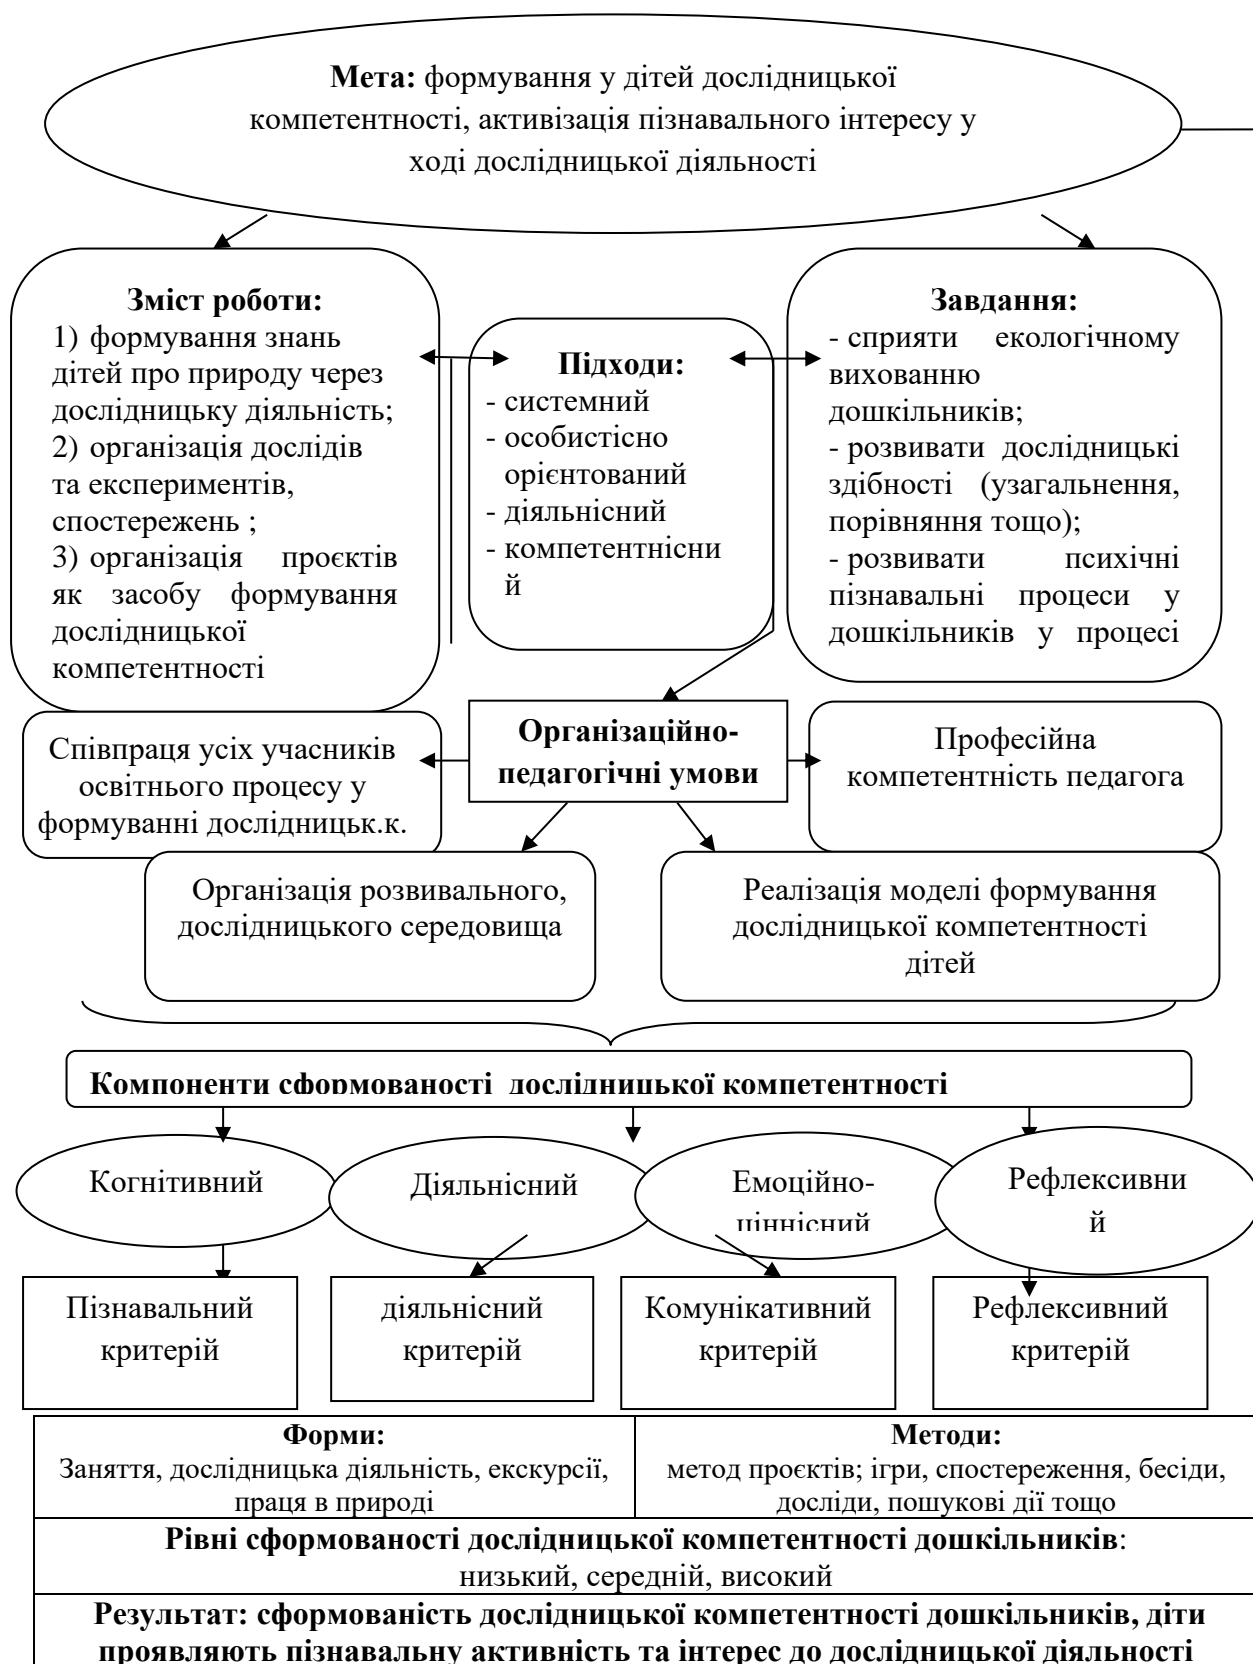 Мета: формування у дітей дослідницької
компетентності, активізація пізнавального інтересу у
ході дослідницької діяльності
Зміст роботи:
1) формування знань
дітей про природу через
дослідницьку діяльність;
2) організація дослідів
та експериментів,
спостережень ;
3) організація проєктів
як засобу формування
дослідницької
компетентності
Підходи:
- системний
- особистісно
орієнтований
- діяльнісний
- компетентнісни
й
Завдання:
- сприяти екологічному
вихованню
дошкільників;
- розвивати дослідницькі
здібності (узагальнення,
порівняння тощо);
- розвивати психічні
пізнавальні процеси у
дошкільників у процесі
Організаційно-
педагогічні умови
Співпраця усіх учасників
освітнього процесу у
формуванні дослідницьк.к.
Професійна
компетентність педагога
Організація розвивального,
дослідницького середовища
Реалізація моделі формування
дослідницької компетентності
дітей
Компоненти сформованості дослідницької компетентності
Когнітивний
Діяльнісний
Емоційно-
ціннісний
Рефлексивни
й
Пізнавальний
критерій
діяльнісний
критерій
Комунікативний
критерій
Рефлексивний
критерій
Форми:
Заняття, дослідницька діяльність, екскурсії,
праця в природі
Методи:
метод проєктів; ігри, спостереження, бесіди,
досліди, пошукові дії тощо
Рівні сформованості дослідницької компетентності дошкільників:
низький, середній, високий
Результат: сформованість дослідницької компетентності дошкільників, діти
проявляють пізнавальну активність та інтерес до дослідницької діяльності